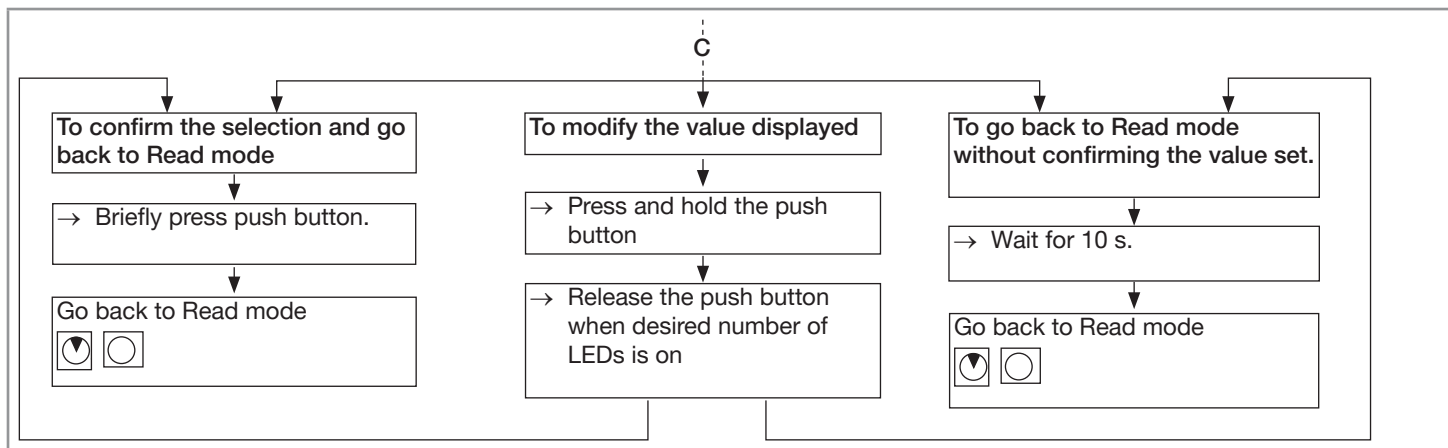 C
To confirm the selection and go
back to Read mode
→ Briefly press push button.
Go back to Read mode
To modify the value displayed
→ Press and hold the push
button
→ Release the push button
when desired number of
LEDs is on
To go back to Read mode
without confirming the value set.
→ Wait for 10 s.
Go back to Read mode